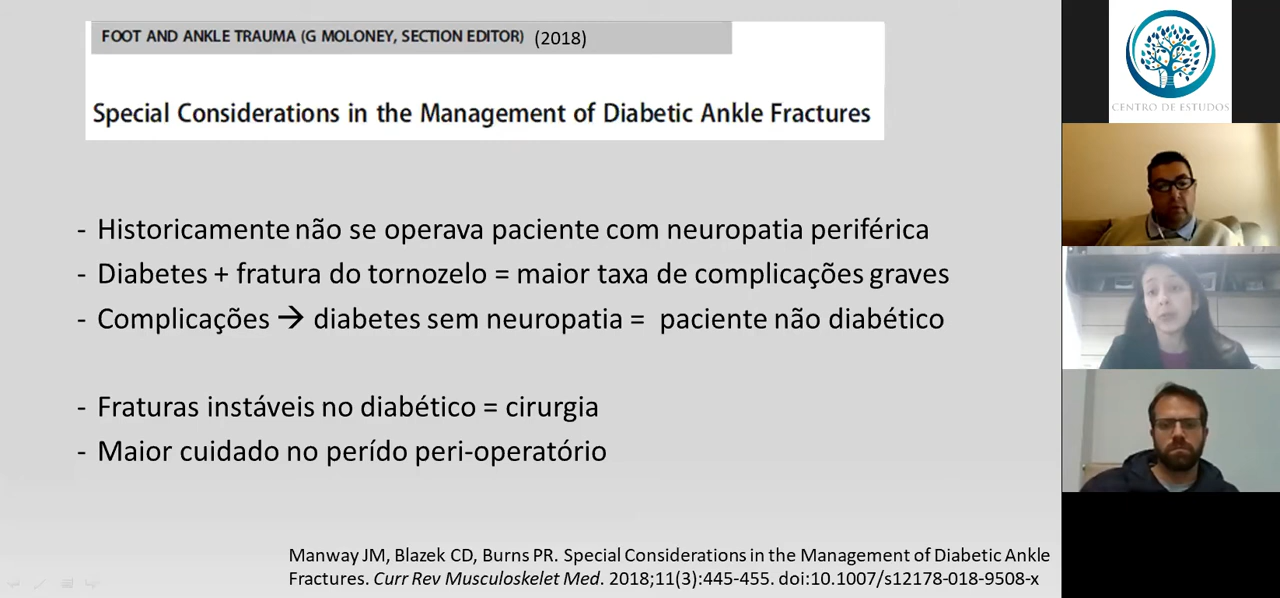 FOOT AND ANKLE TRAUMA (G MOLONEY, SECTION EDITOR) (2018)
Special Considerations in the Management of Diabetic Ankle Fractures
- Historicamente não se operava paciente com neuropatia periférica
- Diabetes + fratura do tornozelo = maior taxa de complicações graves
- Complicações → diabetes sem neuropatia = paciente não diabético
- Fraturas instáveis no diabético = cirurgia
- Maior cuidado no perído peri-operatório
Manway JM, Blazek CD, Burns PR. Special Considerations in the Management of Diabetic Ankle
Fractures. Curr Rev Musculoskelet Med. 2018;11(3):445-455. doi:10.1007/s12178-018-9508-x
CENTRO DE ESTUDOS